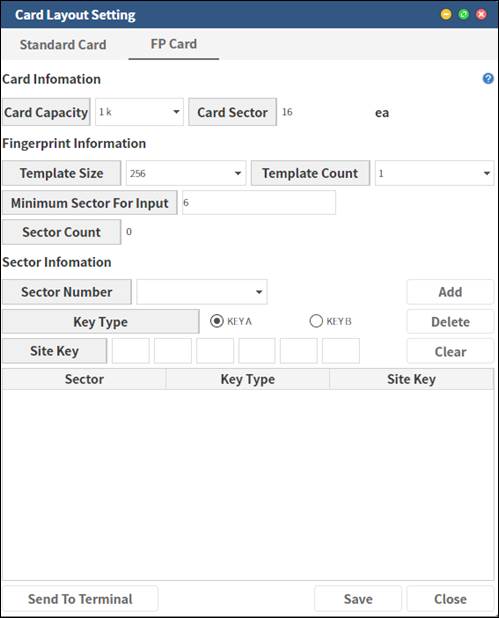 Card Layout Setting
Standard Card FP Card
Card Infomation
Card Capacity 1 k Card Sector 16 ea
Fingerprint Information
Template Size 256 Template Count 1
Minimum Sector For Input 6
Sector Count 0
Sector Infomation
Sector Number Add
Key Type KEY A KEY B Delete
Site Key Clear
Sector Key Type Site Key
Send To Terminal Save Close